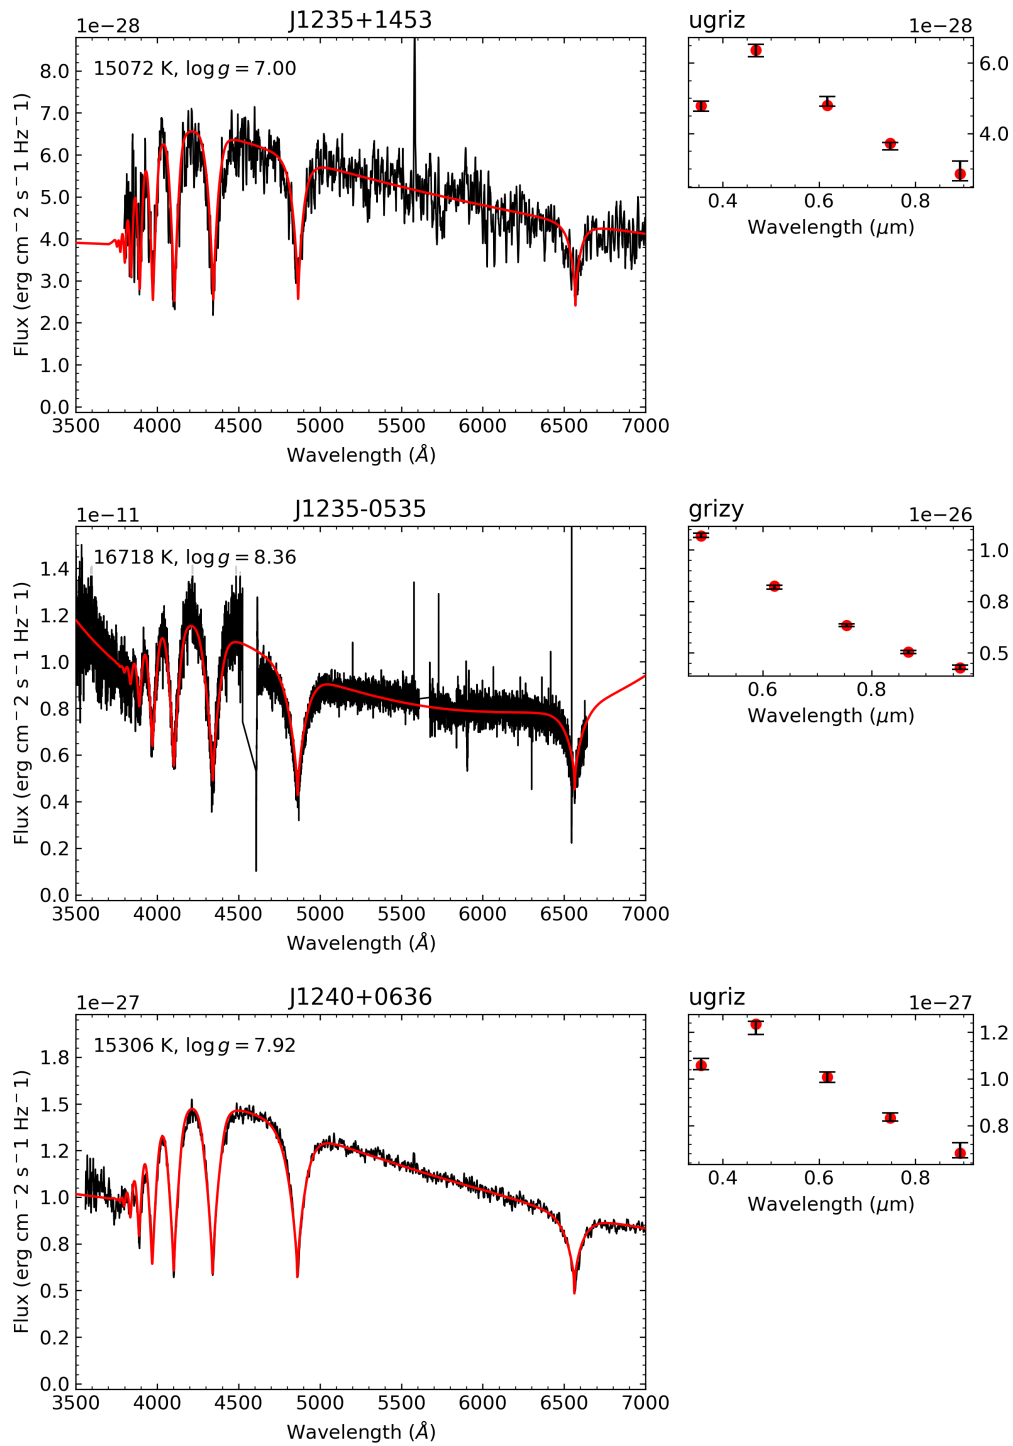 1e−28
J1235+1453
15072 K, log g = 7.00
8.0
7.0
6.0
5.0
4.0
3.0
2.0
1.0
0.0
Flux (erg cm−2 s−1 Hz−1)
3500 4000 4500 5000 5500 6000 6500 7000
Wavelength (Å)
ugriz
1e−28
6.0
4.0
0.4 0.6 0.8
Wavelength (μm)
1e−11
J1235-0535
16718 K, log g = 8.36
1.4
1.2
1.0
0.8
0.6
0.4
0.2
0.0
Flux (erg cm−2 s−1 Hz−1)
3500 4000 4500 5000 5500 6000 6500 7000
Wavelength (Å)
grizy
1e−26
1.0
0.8
0.5
0.6 0.8
Wavelength (μm)
1e−27
J1240+0636
15306 K, log g = 7.92
1.8
1.5
1.2
1.0
0.8
0.5
0.2
0.0
Flux (erg cm−2 s−1 Hz−1)
3500 4000 4500 5000 5500 6000 6500 7000
Wavelength (Å)
ugriz
1e−27
1.2
1.0
0.8
0.4 0.6 0.8
Wavelength (μm)